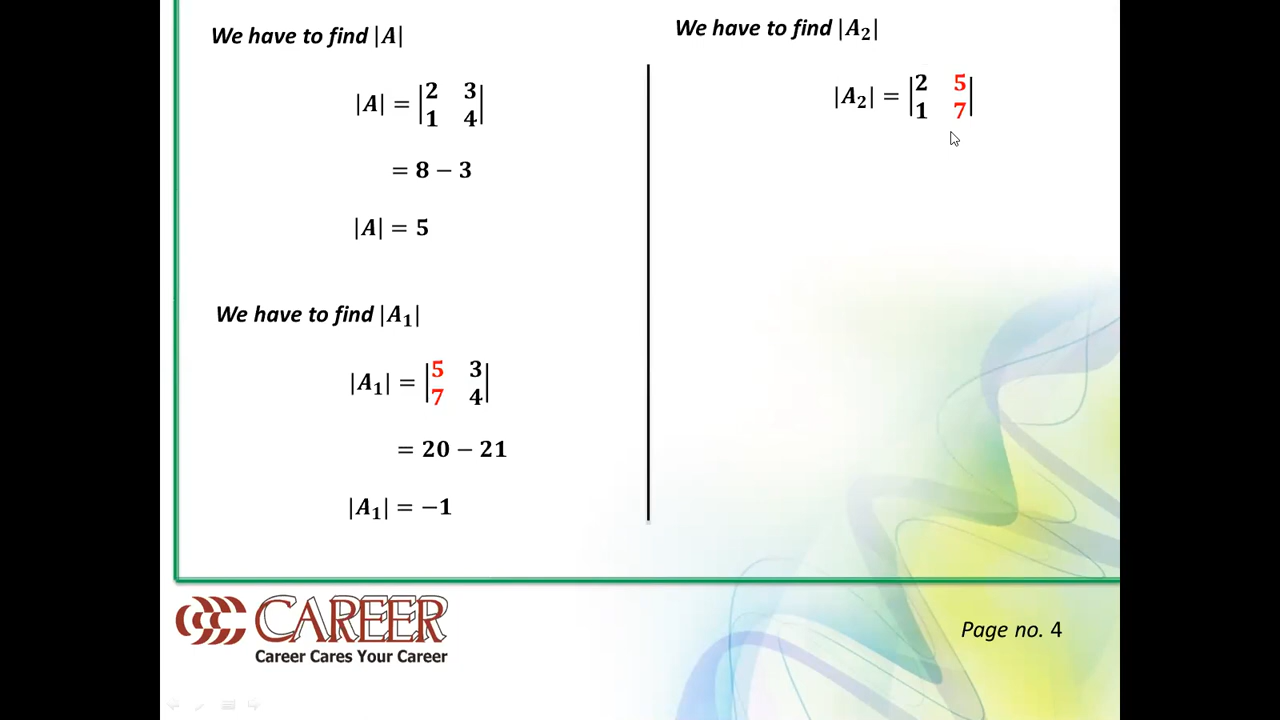 We have to find |A|
|A| = |2 3|
|1 4|
= 8 − 3
|A| = 5
We have to find |A₁|
|A₁| = |5 3|
|7 4|
= 20 − 21
|A₁| = −1
We have to find |A₂|
|A₂| = |2 5|
|1 7|
CAREER
Career Cares Your Career
Page no. 4